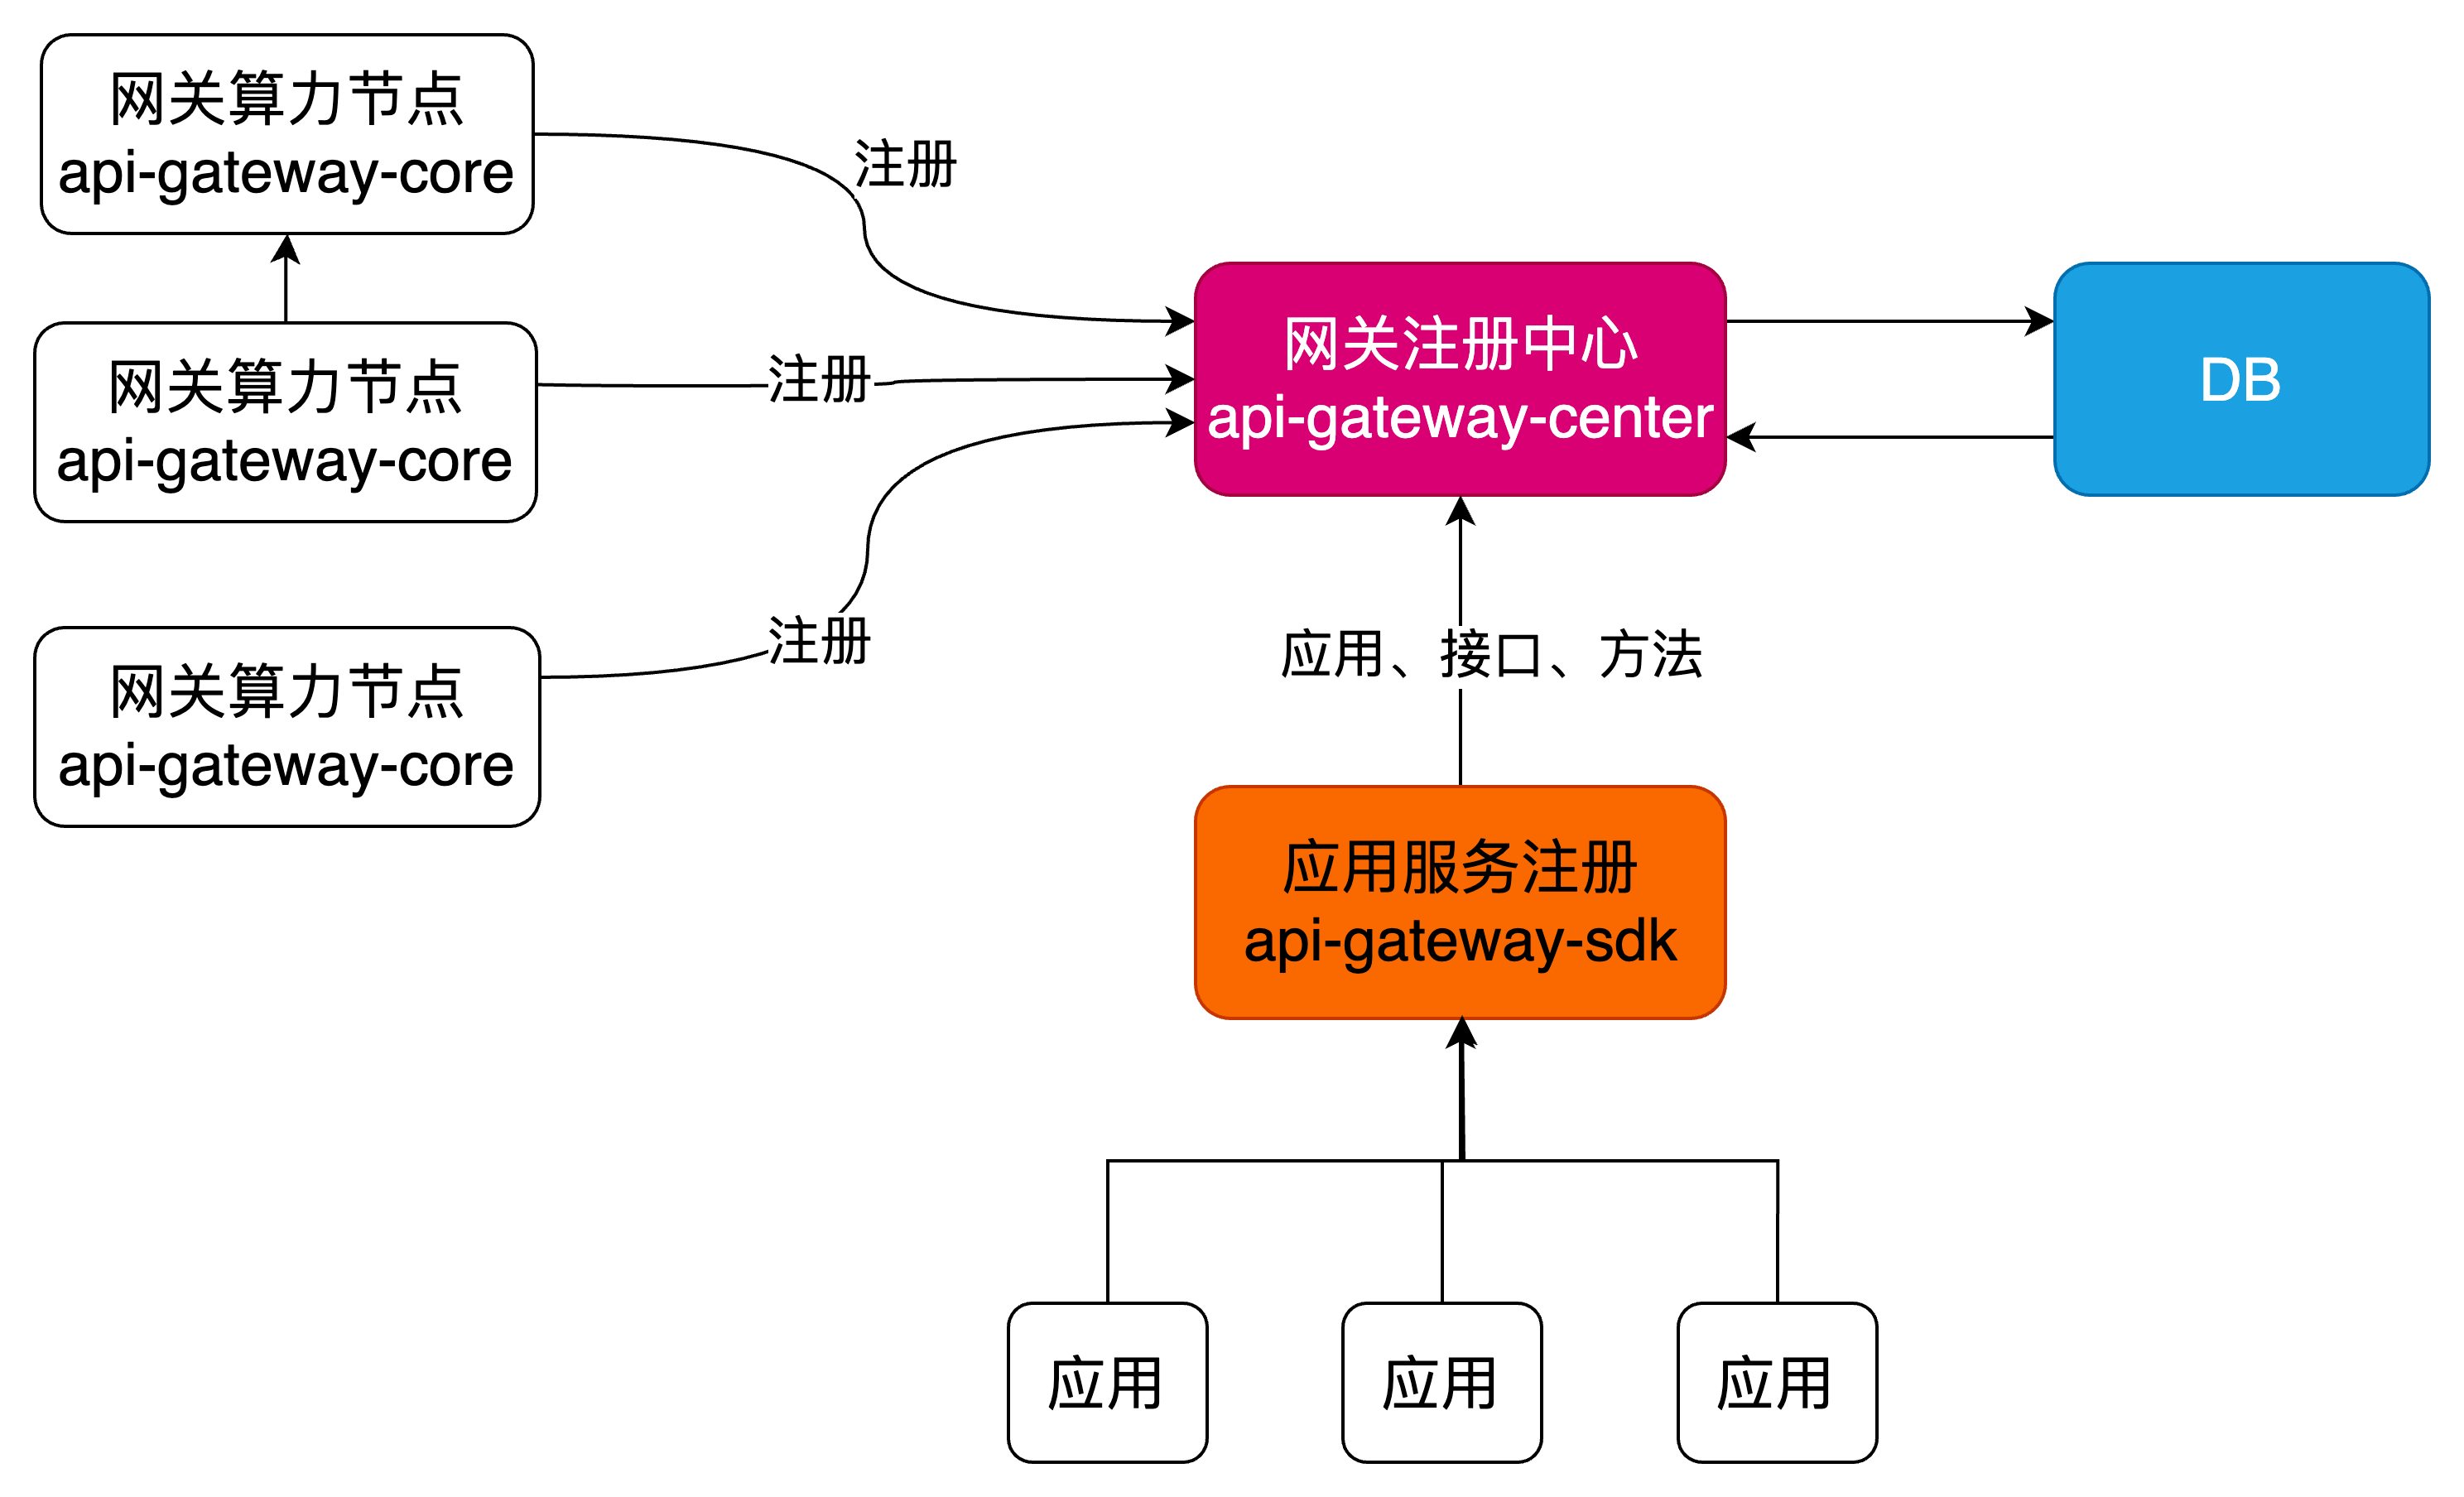 网关算力节点
api-gateway-core
注册
网关算力节点
api-gateway-core
注册
网关注册中心
api-gateway-center
DB
网关算力节点
api-gateway-core
注册
应用、接口、方法
应用服务注册
api-gateway-sdk
应用
应用
应用